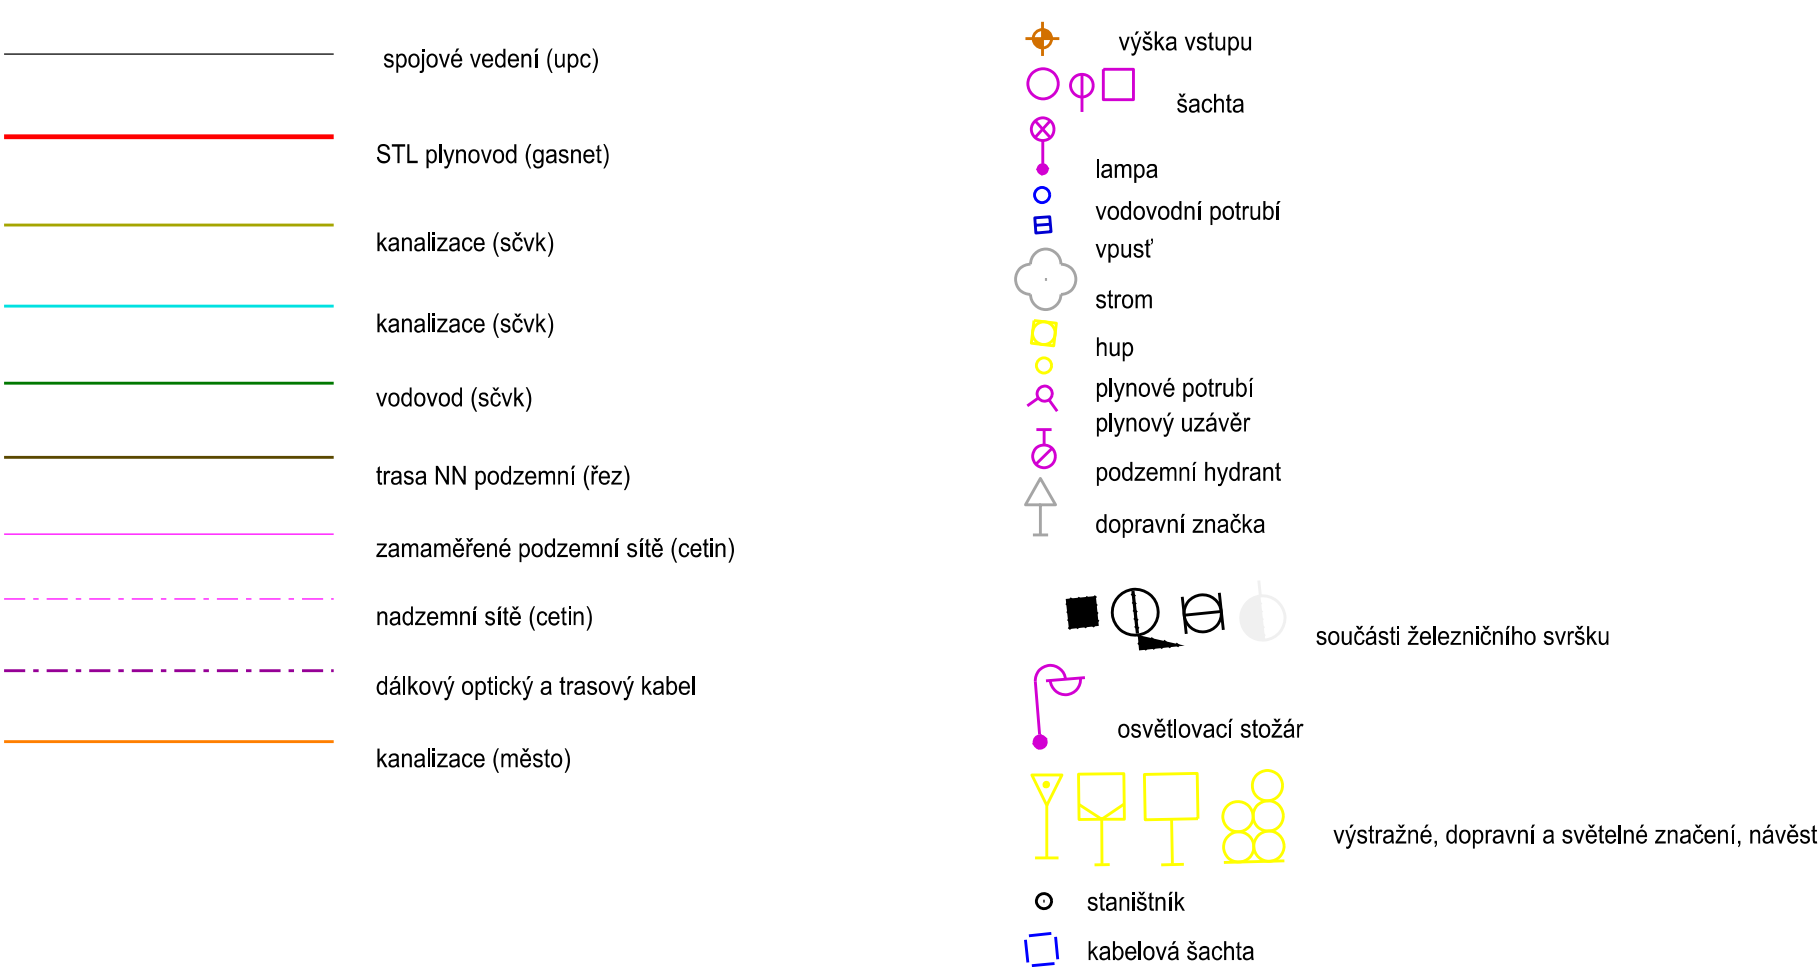 spojové vedení (upc)
STL plynovod (gasnet)
kanalizace (sčvk)
kanalizace (sčvk)
vodovod (sčvk)
trasa NN podzemní (řez)
zamaměřené podzemní sítě (cetin)
nadzemní sítě (cetin)
dálkový optický a trasový kabel
kanalizace (město)
výška vstupu
šachta
lampa
vodovodní potrubí
vpusť
strom
hup
plynové potrubí
plynový uzávěr
podzemní hydrant
dopravní značka
součásti železničního svršku
osvětlovací stožár
výstražné, dopravní a světelné značení, návěst
staništník
kabelová šachta